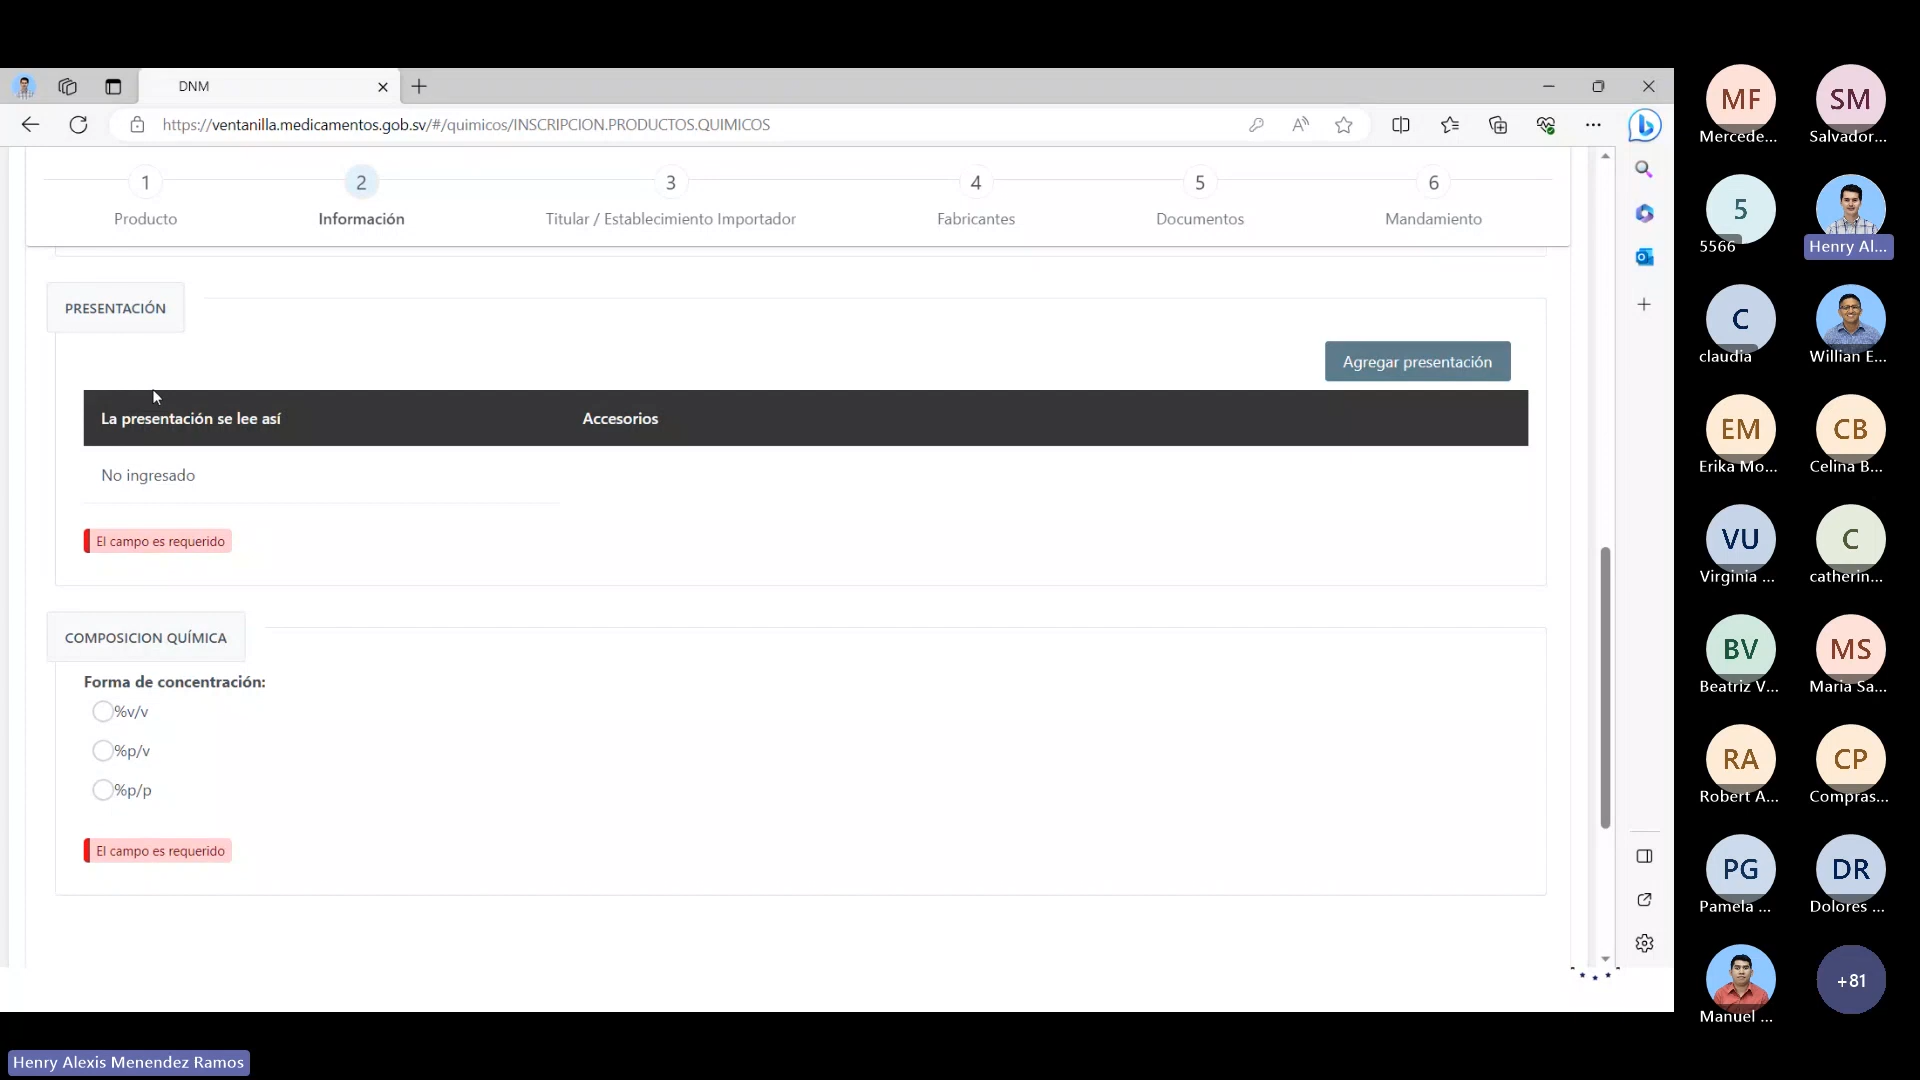 DNM
https://ventanilla.medicamentos.gob.sv/#/quimicos/INSCRIPCION.PRODUCTOS.QUIMICOS
1
Producto
2
Información
3
Titular / Establecimiento Importador
4
Fabricantes
5
Documentos
6
Mandamiento
PRESENTACIÓN
Agregar presentación
La presentación se lee así
Accesorios
No ingresado
El campo es requerido
COMPOSICION QUÍMICA
Forma de concentración:
%v/v
%p/v
%p/p
El campo es requerido
MF
Mercede...
SM
Salvador...
5
5566
Henry Al...
C
claudia
Willian E...
EM
Erika Mo...
CB
Celina B...
VU
Virginia ...
C
catherin...
BV
Beatriz V...
MS
Maria Sa...
RA
Robert A...
CP
Compras...
PG
Pamela ...
DR
Dolores ...
Manuel ...
+81
Henry Alexis Menendez Ramos